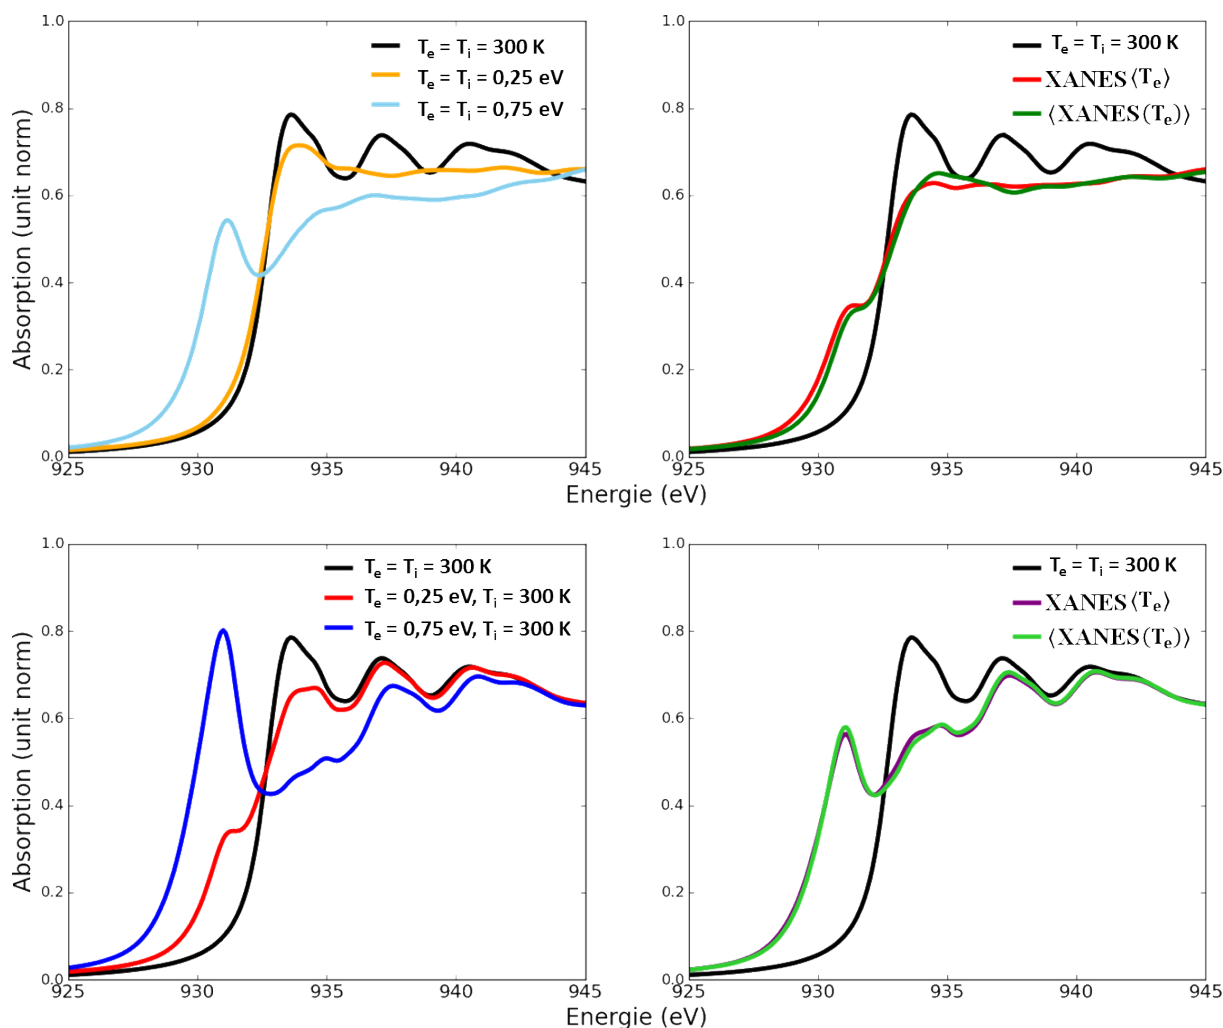 1.0
0.8
0.6
0.4
0.2
0.0
925
930
935
940
945
Absorption (unit norm)
Tₑ = Tᵢ = 300 K
Tₑ = Tᵢ = 0,25 eV
Tₑ = Tᵢ = 0,75 eV
1.0
0.8
0.6
0.4
0.2
0.0
925
930
935
940
945
Tₑ = Tᵢ = 300 K
XANES⟨Tₑ⟩
⟨XANES(Tₑ)⟩
Energie (eV)
1.0
0.8
0.6
0.4
0.2
0.0
925
930
935
940
945
Absorption (unit norm)
Tₑ = Tᵢ = 300 K
Tₑ = 0,25 eV, Tᵢ = 300 K
Tₑ = 0,75 eV, Tᵢ = 300 K
1.0
0.8
0.6
0.4
0.2
0.0
925
930
935
940
945
Tₑ = Tᵢ = 300 K
XANES⟨Tₑ⟩
⟨XANES(Tₑ)⟩
Energie (eV)